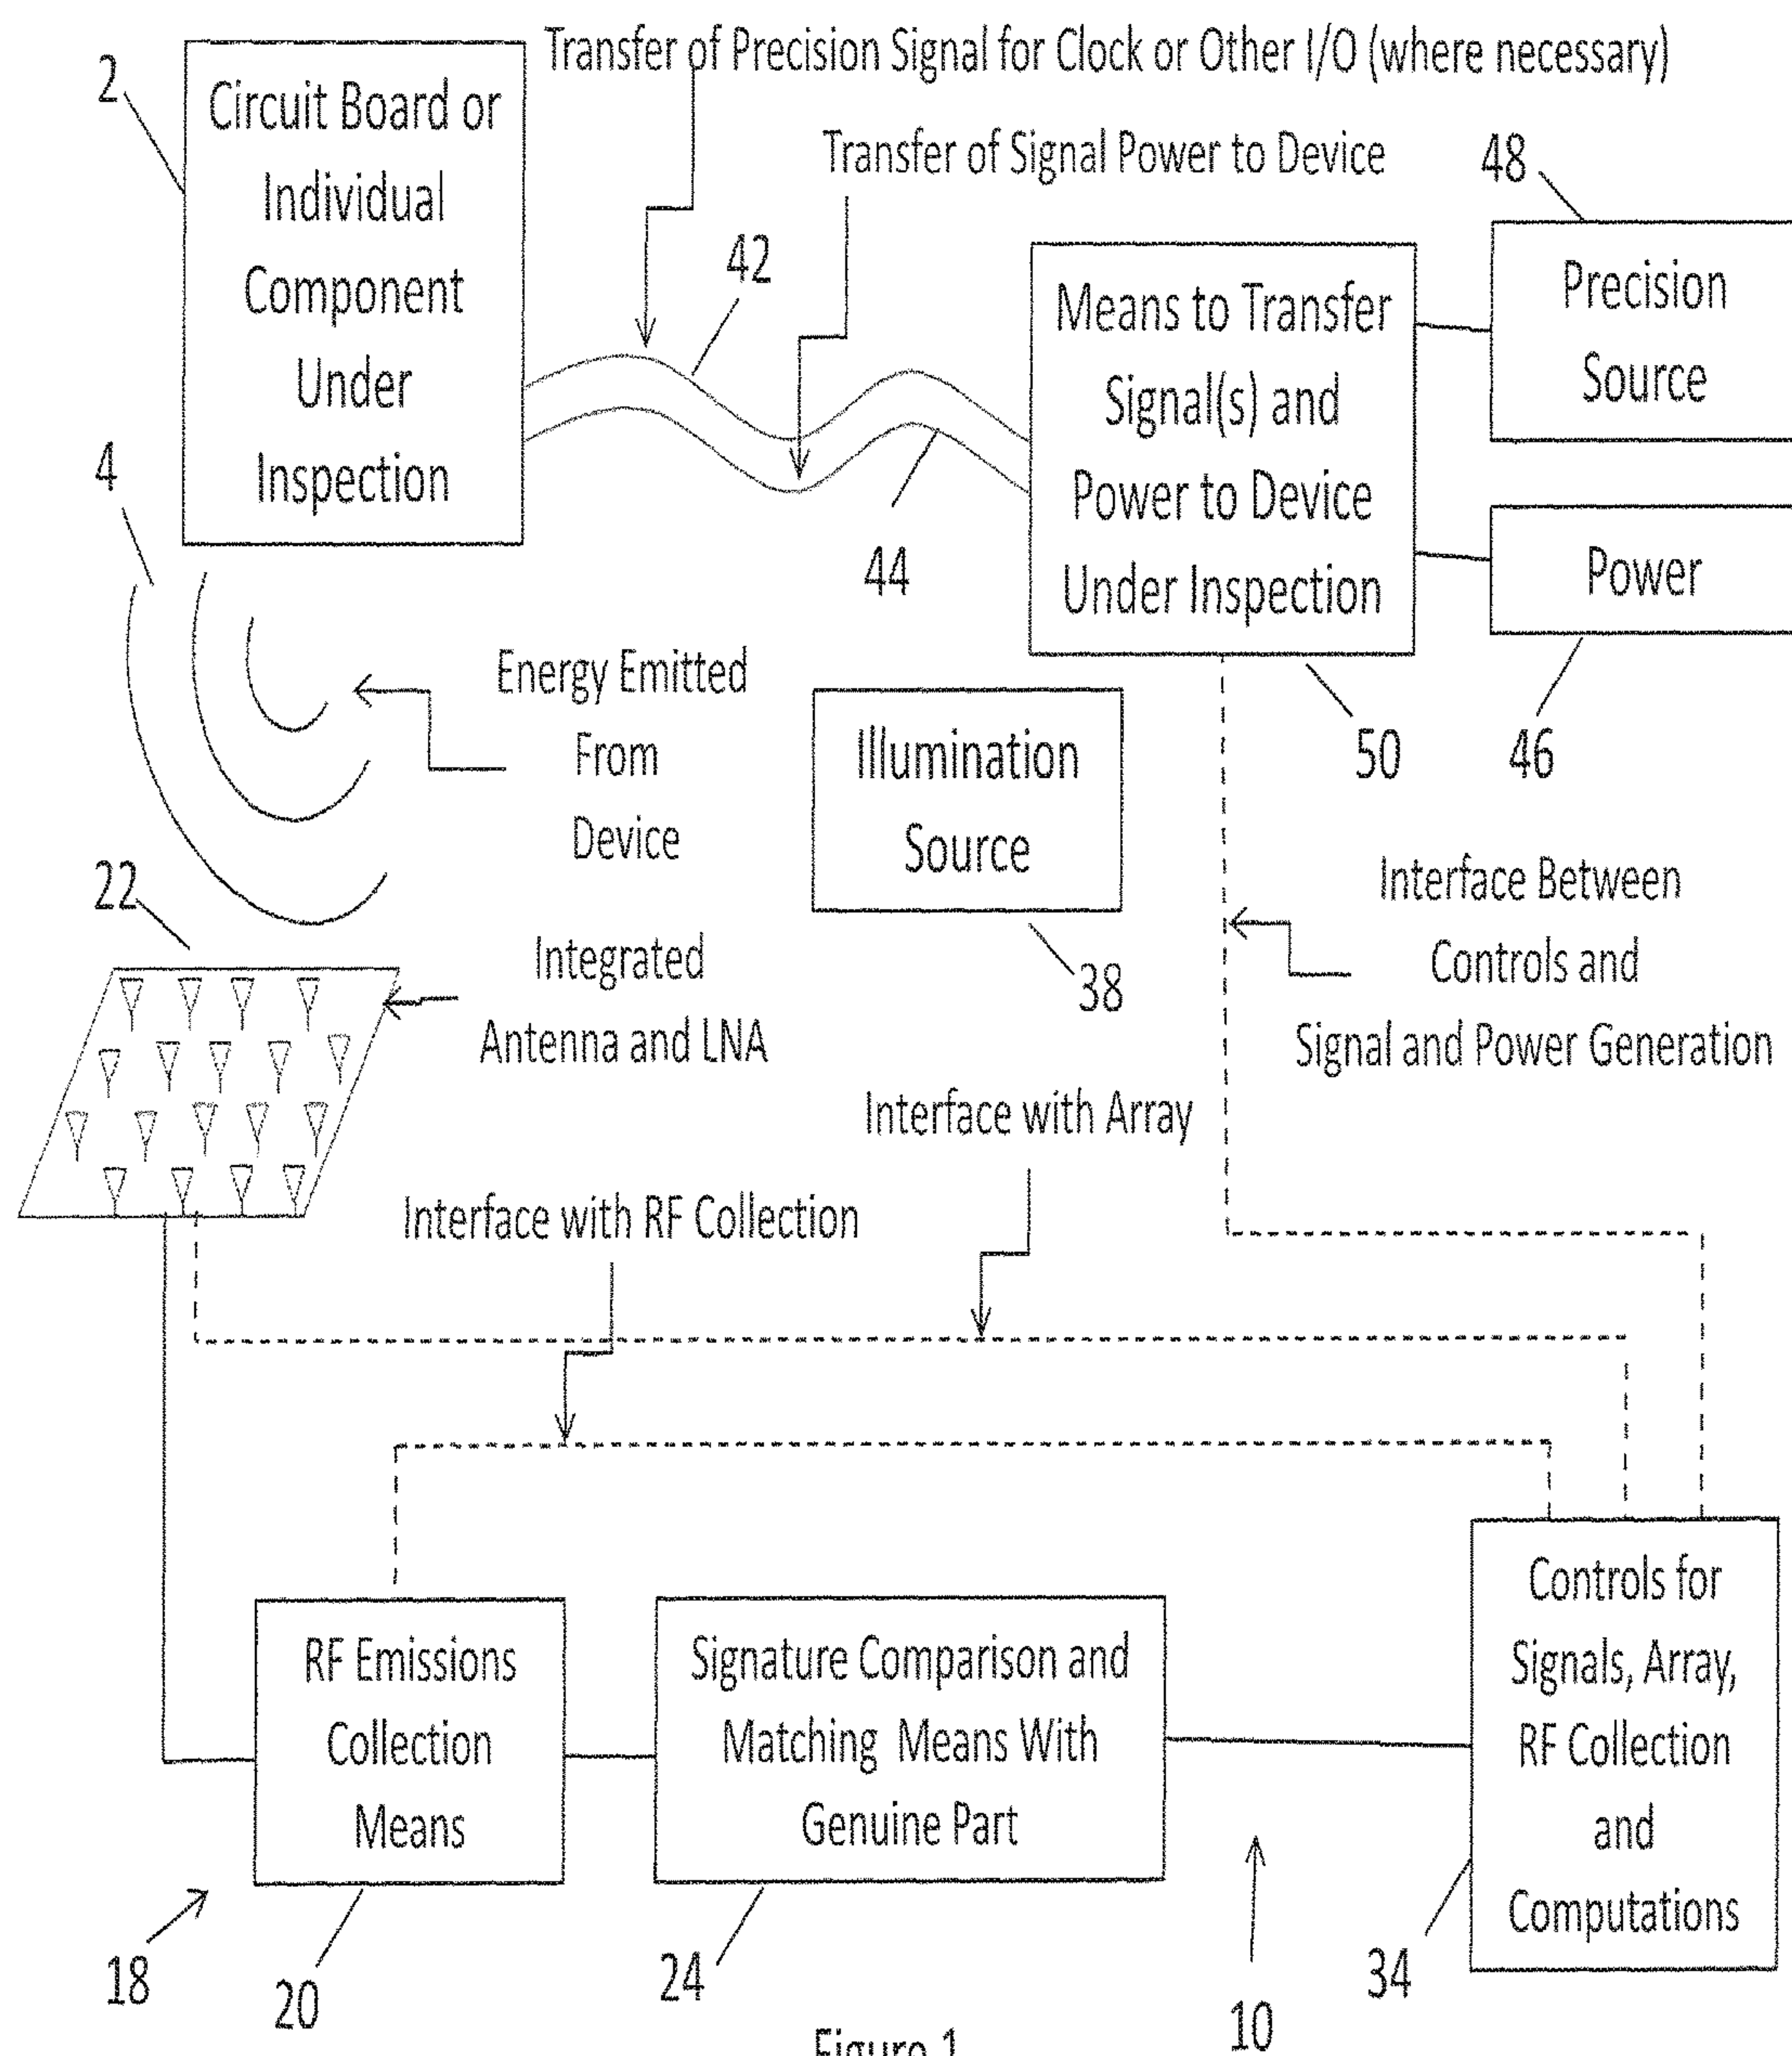 Transfer of Precision Signal for Clock or Other I/O (where necessary)
2
Circuit Board or
Individual
Component
Under
Inspection
Transfer of Signal Power to Device
48
Precision
Source
42
Means to Transfer
Signal(s) and
Power to Device
Under Inspection
4
44
Power
50
46
Energy Emitted
From
Device
Illumination
Source
38
22
Integrated
Antenna and LNA
Interface Between
Controls and
Signal and Power Generation
Interface with Array
Interface with RF Collection
RF Emissions
Collection
Means
Signature Comparison and
Matching Means With
Genuine Part
Controls for
Signals, Array,
RF Collection
and
Computations
18
20
24
10
34
Figure 1